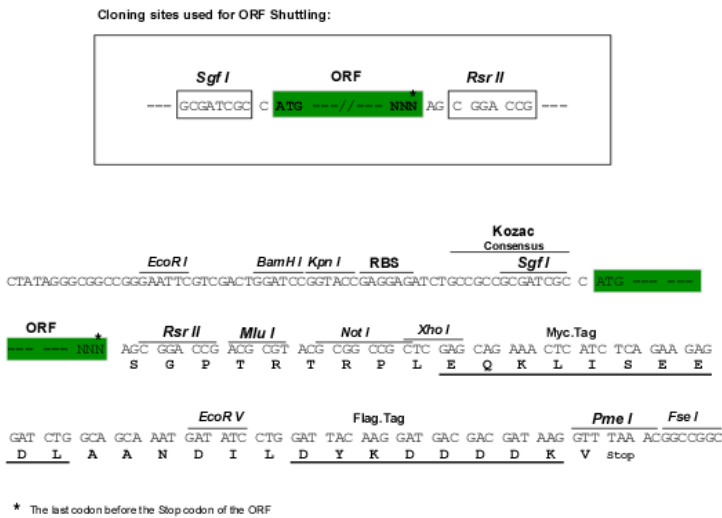 Cloning sites used for ORF Shuttling:
Sgf I ORF Rsr II
*
--- GCGATCGC C ATG ---//--- NNN AG C GGA CCG ---
Kozac
Consensus
EcoR I BamH I Kpn I RBS Sgf I
CTATAGGGCGGCCGGGAATTCGTCGACTGGATCCGGTACCGAGGAGATCTGCCGCCGCGATCGC C ATG --- ---
ORF
* Rsr II Mlu I Not I Xho I Myc.Tag
--- --- NNN AGC GGA CCG ACG CGT ACG CGG CCG CTC GAG CAG AAA CTC ATC TCA GAA GAG
S G P T R T R P L E Q K L I S E E
EcoR V Flag.Tag Pme I Fse I
GAT CTG GCA GCA AAT GAT ATC CTG GAT TAC AAG GAT GAC GAC GAT AAG GTT TAA ACGGCCGGC
D L A A N D I L D Y K D D D D K V Stop
* The last codon before the Stop codon of the ORF